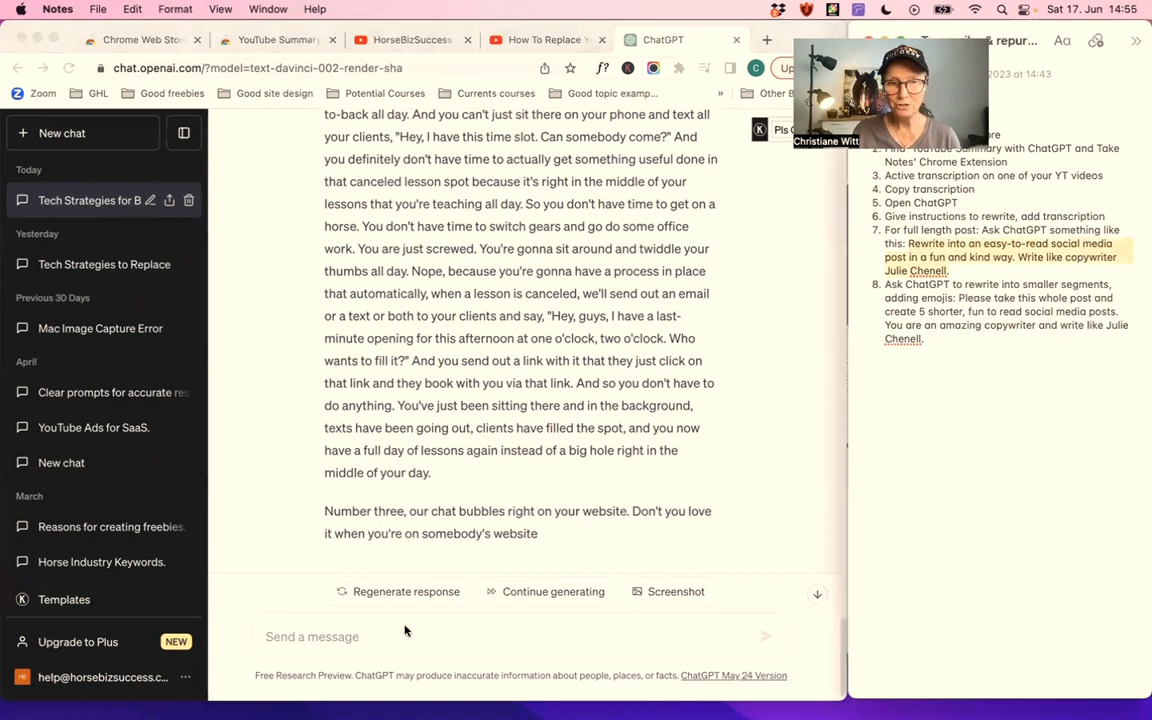 Notes File Edit Format View Window Help
Sat 17. Jun 14:55
Chrome Web Stor
YouTube Summary
HorseBizSuccess
How To Replace Y
ChatGPT
chat.openai.com/?model=text-davinci-002-render-sha
f?
K
C
Up
Zoom GHL Good freebies Good site design Potential Courses Currents courses Good topic examp... » Other B
New chat
Today
Tech Strategies for B
Yesterday
Tech Strategies to Replace
Previous 30 Days
Mac Image Capture Error
April
Clear prompts for accurate res
YouTube Ads for SaaS.
New chat
March
Reasons for creating freebies.
Horse Industry Keywords.
K Templates
Upgrade to Plus NEW
HE help@horsebizsuccess.c... ...
to-back all day. And you can't just sit there on your phone and text all
your clients, "Hey, I have this time slot. Can somebody come?" And
you definitely don't have time to actually get something useful done in
that canceled lesson spot because it's right in the middle of your
lessons that you're teaching all day. So you don't have time to get on a
horse. You don't have time to switch gears and go do some office
work. You are just screwed. You're gonna sit around and twiddle your
thumbs all day. Nope, because you're gonna have a process in place
that automatically, when a lesson is canceled, we'll send out an email
or a text or both to your clients and say, "Hey, guys, I have a last-
minute opening for this afternoon at one o'clock, two o'clock. Who
wants to fill it?" And you send out a link with it that they just click on
that link and they book with you via that link. And so you don't have to
do anything. You've just been sitting there and in the background,
texts have been going out, clients have filled the spot, and you now
have a full day of lessons again instead of a big hole right in the
middle of your day.
Number three, our chat bubbles right on your website. Don't you love
it when you're on somebody's website
Regenerate response Continue generating Screenshot
Send a message
Free Research Preview. ChatGPT may produce inaccurate information about people, places, or facts. ChatGPT May 24 Version
K Pls
Christiane Witt
& repur...
Aa
»
2023 at 14:43
ore
2. Find 'YouTube Summary with ChatGPT and Take
Notes' Chrome Extension
3. Active transcription on one of your YT videos
4. Copy transcription
5. Open ChatGPT
6. Give instructions to rewrite, add transcription
7. For full length post: Ask ChatGPT something like
this: Rewrite into an easy-to-read social media
post in a fun and kind way. Write like copywriter
Julie Chenell.
8. Ask ChatGPT to rewrite into smaller segments,
adding emojis: Please take this whole post and
create 5 shorter, fun to read social media posts.
You are an amazing copywriter and write like Julie
Chenell.